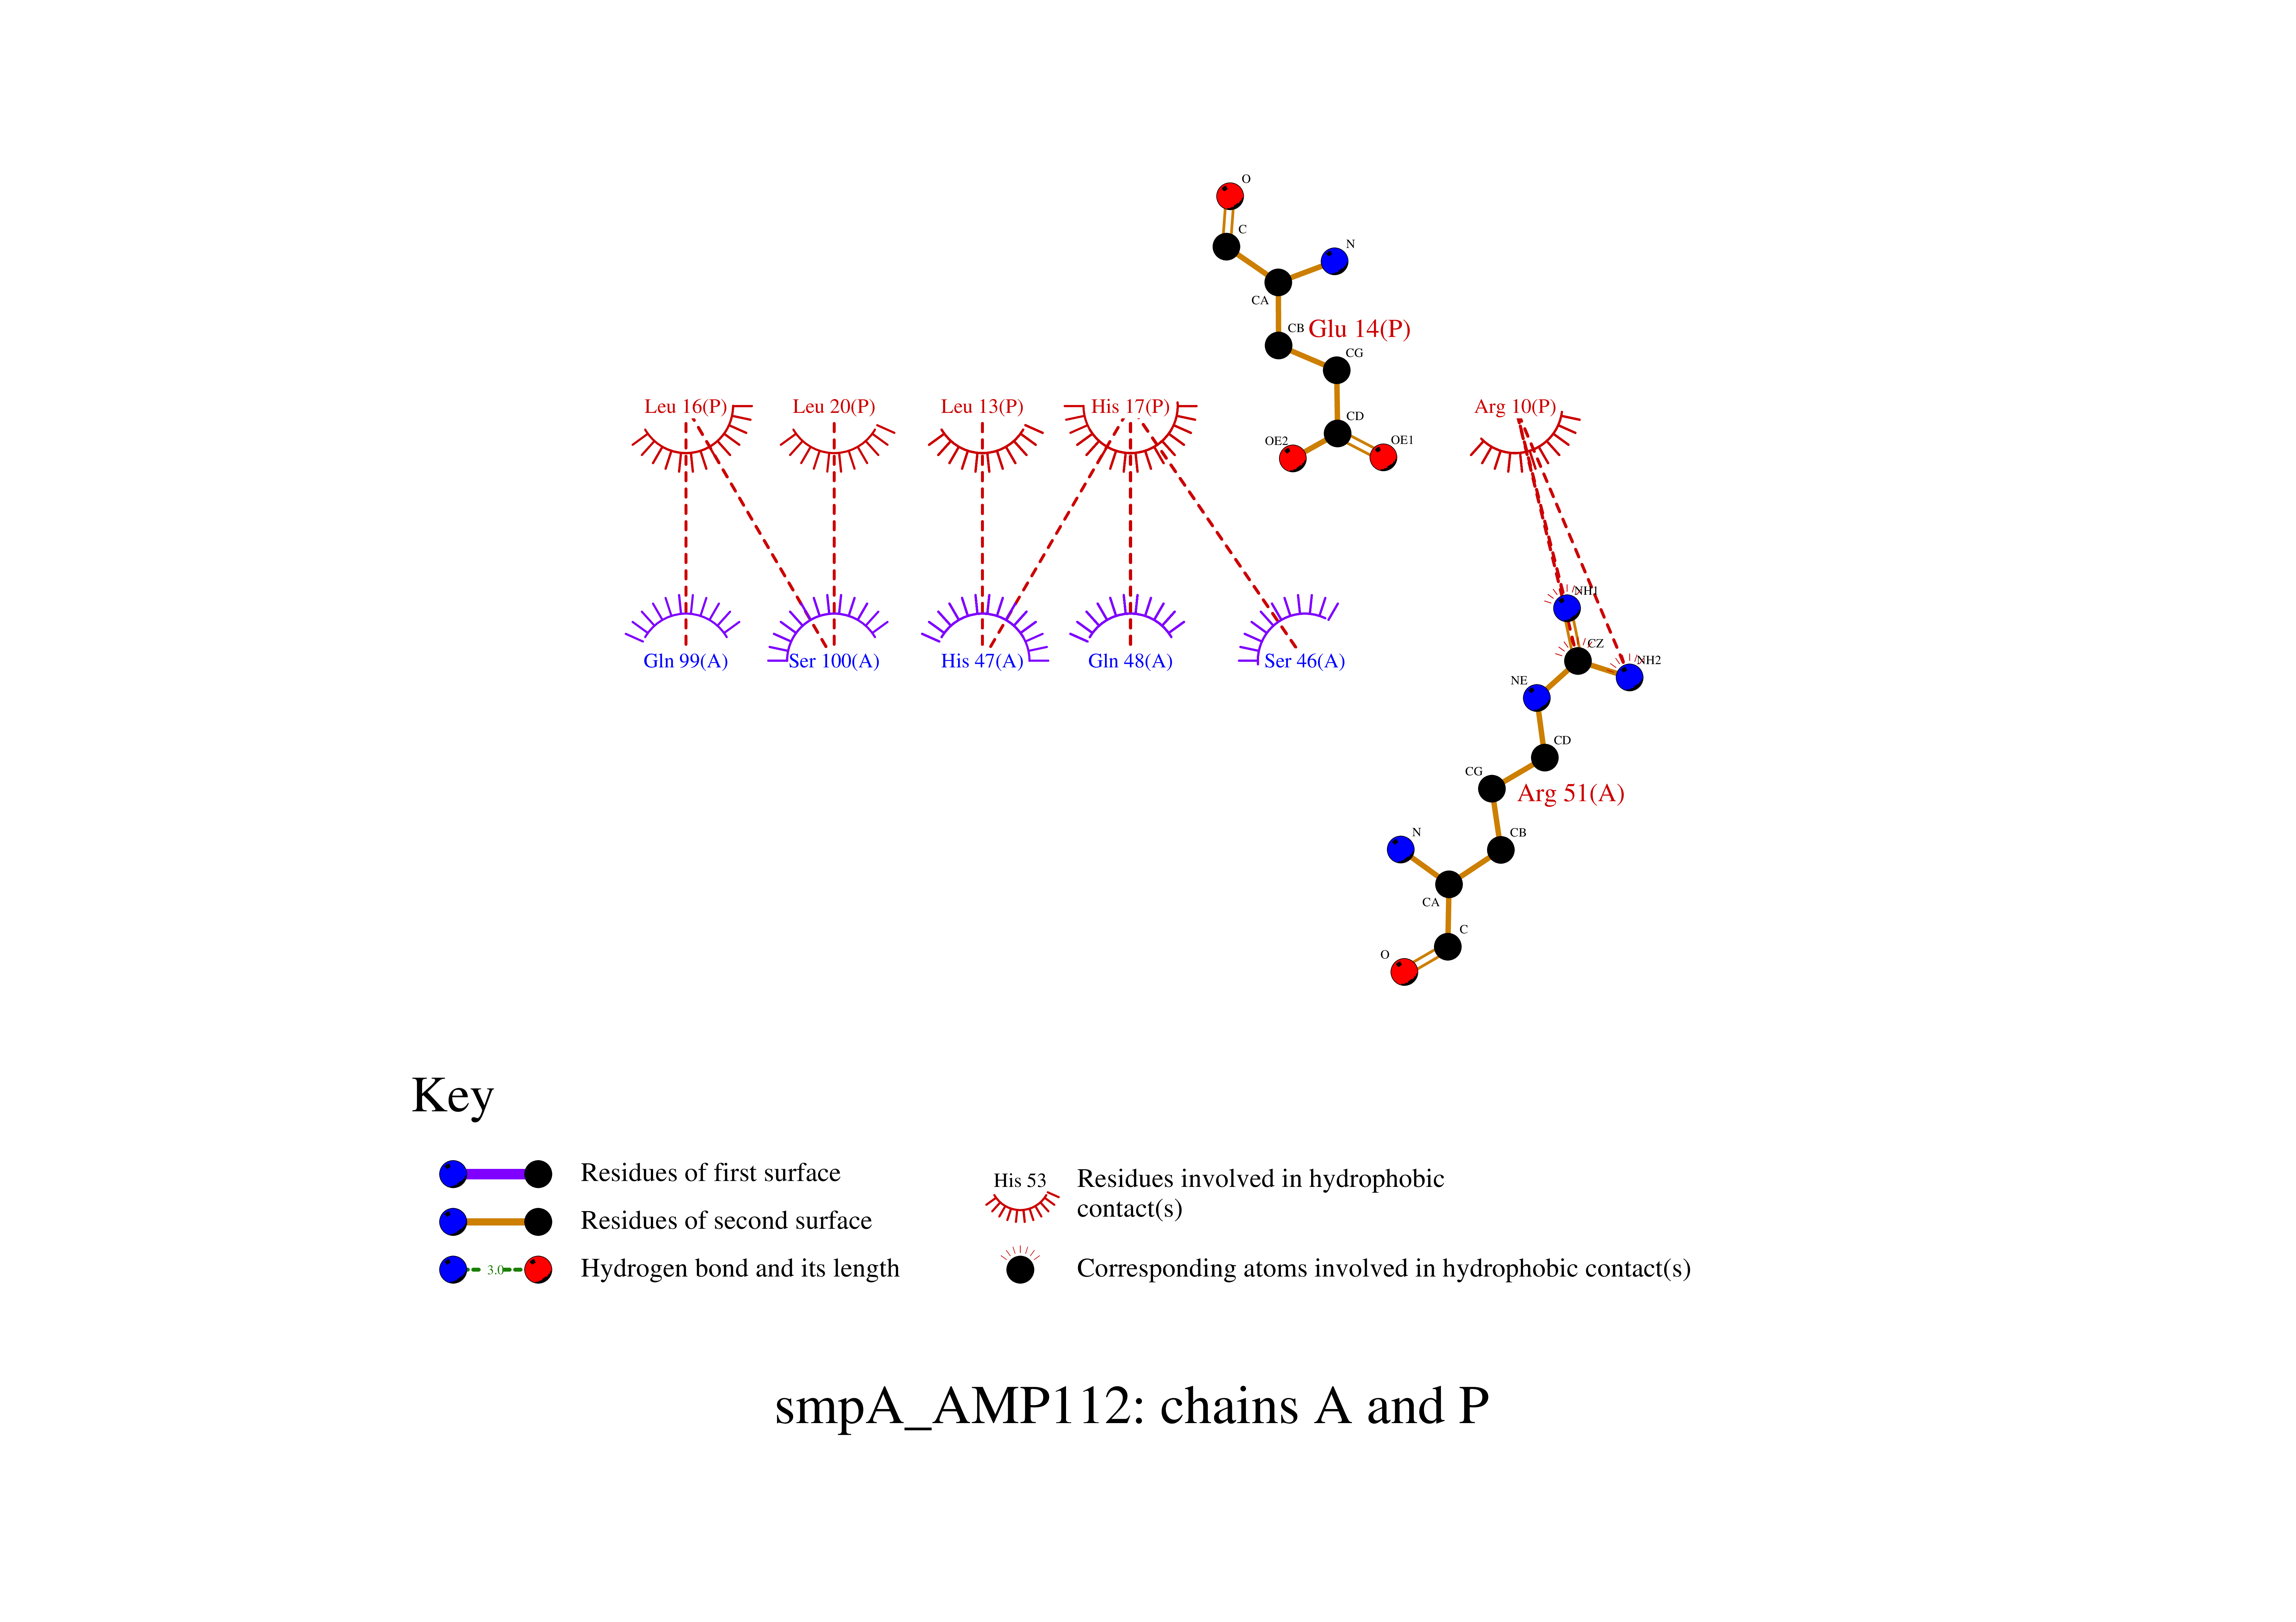 O
C
N
CA
CB Glu 14(P)
CG
CD
OE2 OE1
Leu 16(P) Leu 20(P) Leu 13(P) His 17(P) Arg 10(P)
NH1
CZ
NH2
Gln 99(A) Ser 100(A) His 47(A) Gln 48(A) Ser 46(A)
NE
CD
CG
Arg 51(A)
N CB
CA
C
O
Key
Residues of first surface
Residues of second surface
3.0 Hydrogen bond and its length
His 53 Residues involved in hydrophobic
contact(s)
Corresponding atoms involved in hydrophobic contact(s)
smpA_AMP112: chains A and P